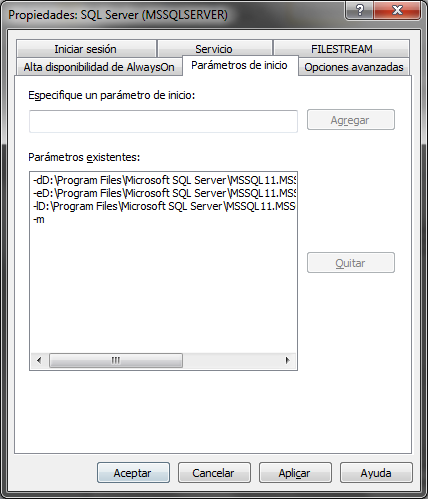 Propiedades: SQL Server (MSSQLSERVER)
Iniciar sesión
Servicio
FILESTREAM
Alta disponibilidad de AlwaysOn
Parámetros de inicio
Opciones avanzadas
Especifique un parámetro de inicio:
Agregar
Parámetros existentes:
-dD:\Program Files\Microsoft SQL Server\MSSQL11.MSS
-eD:\Program Files\Microsoft SQL Server\MSSQL11.MSS
-lD:\Program Files\Microsoft SQL Server\MSSQL11.MSS
-m
Quitar
Aceptar
Cancelar
Aplicar
Ayuda